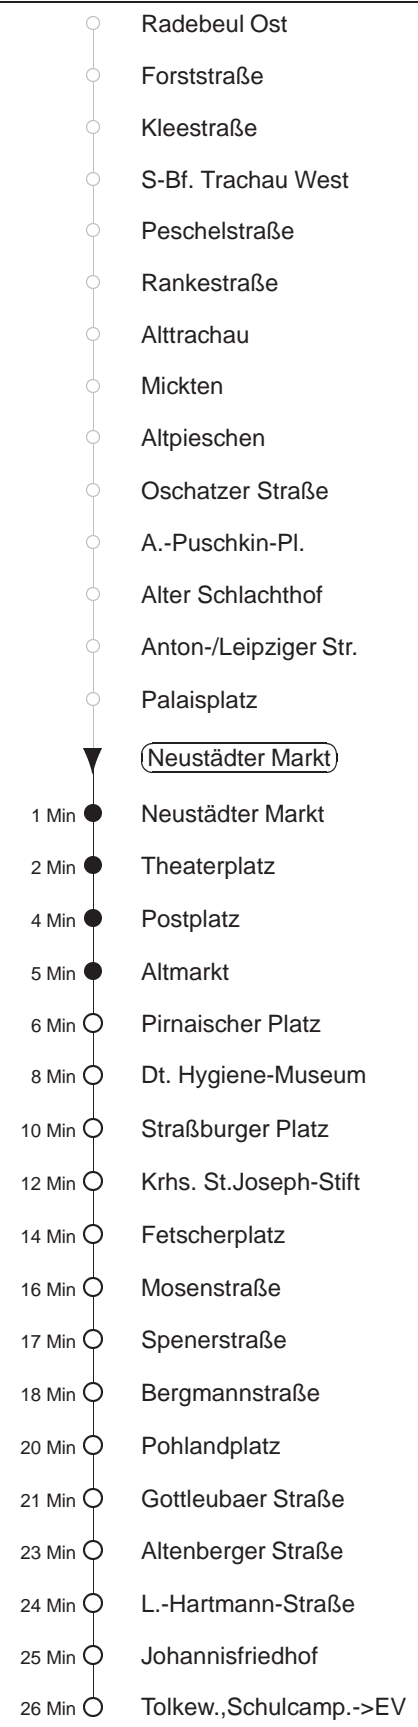 Radebeul Ost
Forststraße
Kleestraße
S-Bf. Trachau West
Peschelstraße
Rankestraße
Alttrachau
Mickten
Altpieschen
Oschatzer Straße
A.-Puschkin-Pl.
Alter Schlachthof
Anton-/Leipziger Str.
Palaisplatz
Neustädter Markt
1 Min Neustädter Markt
2 Min Theaterplatz
4 Min Postplatz
5 Min Altmarkt
6 Min Pirnaischer Platz
8 Min Dt. Hygiene-Museum
10 Min Straßburger Platz
12 Min Krhs. St.Joseph-Stift
14 Min Fetscherplatz
16 Min Mosenstraße
17 Min Spenerstraße
18 Min Bergmannstraße
20 Min Pohlandplatz
21 Min Gottleubaer Straße
23 Min Altenberger Straße
24 Min L.-Hartmann-Straße
25 Min Johannisfriedhof
26 Min Tolkew.,Schulcamp.->EV